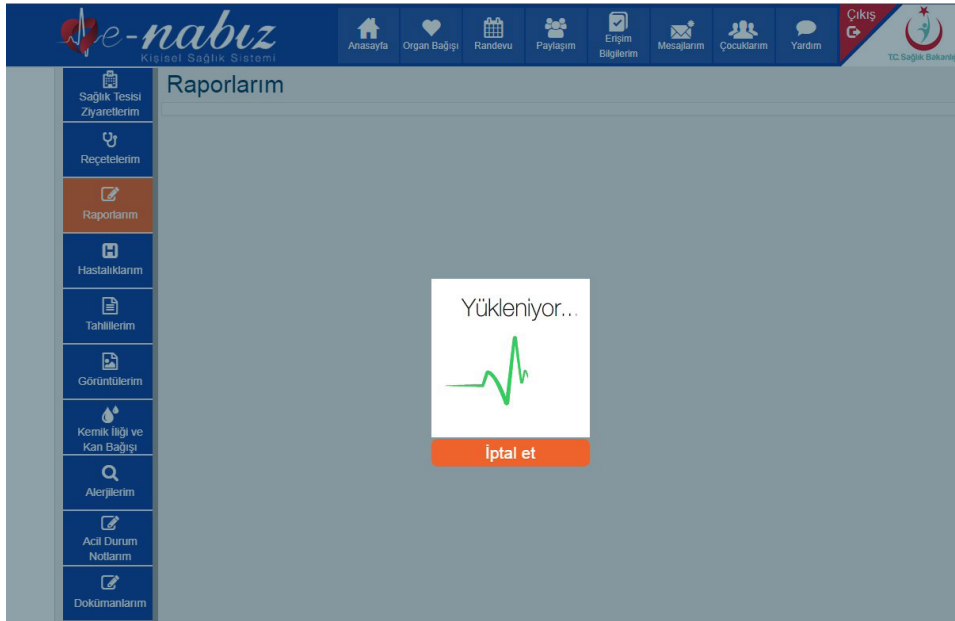 e-nabız
Kişisel Sağlık Sistemi
Anasayfa
Organ Bağışı
Randevu
Paylaşım
Erişim
Bilgilerim
Mesajlarım
Çocuklarım
Yardım
Çıkış
T.C. Sağlık Bakanlığı
Sağlık Tesisi
Ziyaretlerim
Reçetelerim
Raporlarım
Hastalıklarım
Tahlillerim
Görüntülerim
Kemik İliği ve
Kan Bağışı
Alerjilerim
Acil Durum
Notlarım
Dokümanlarım
Raporlarım
Yükleniyor...
İptal et